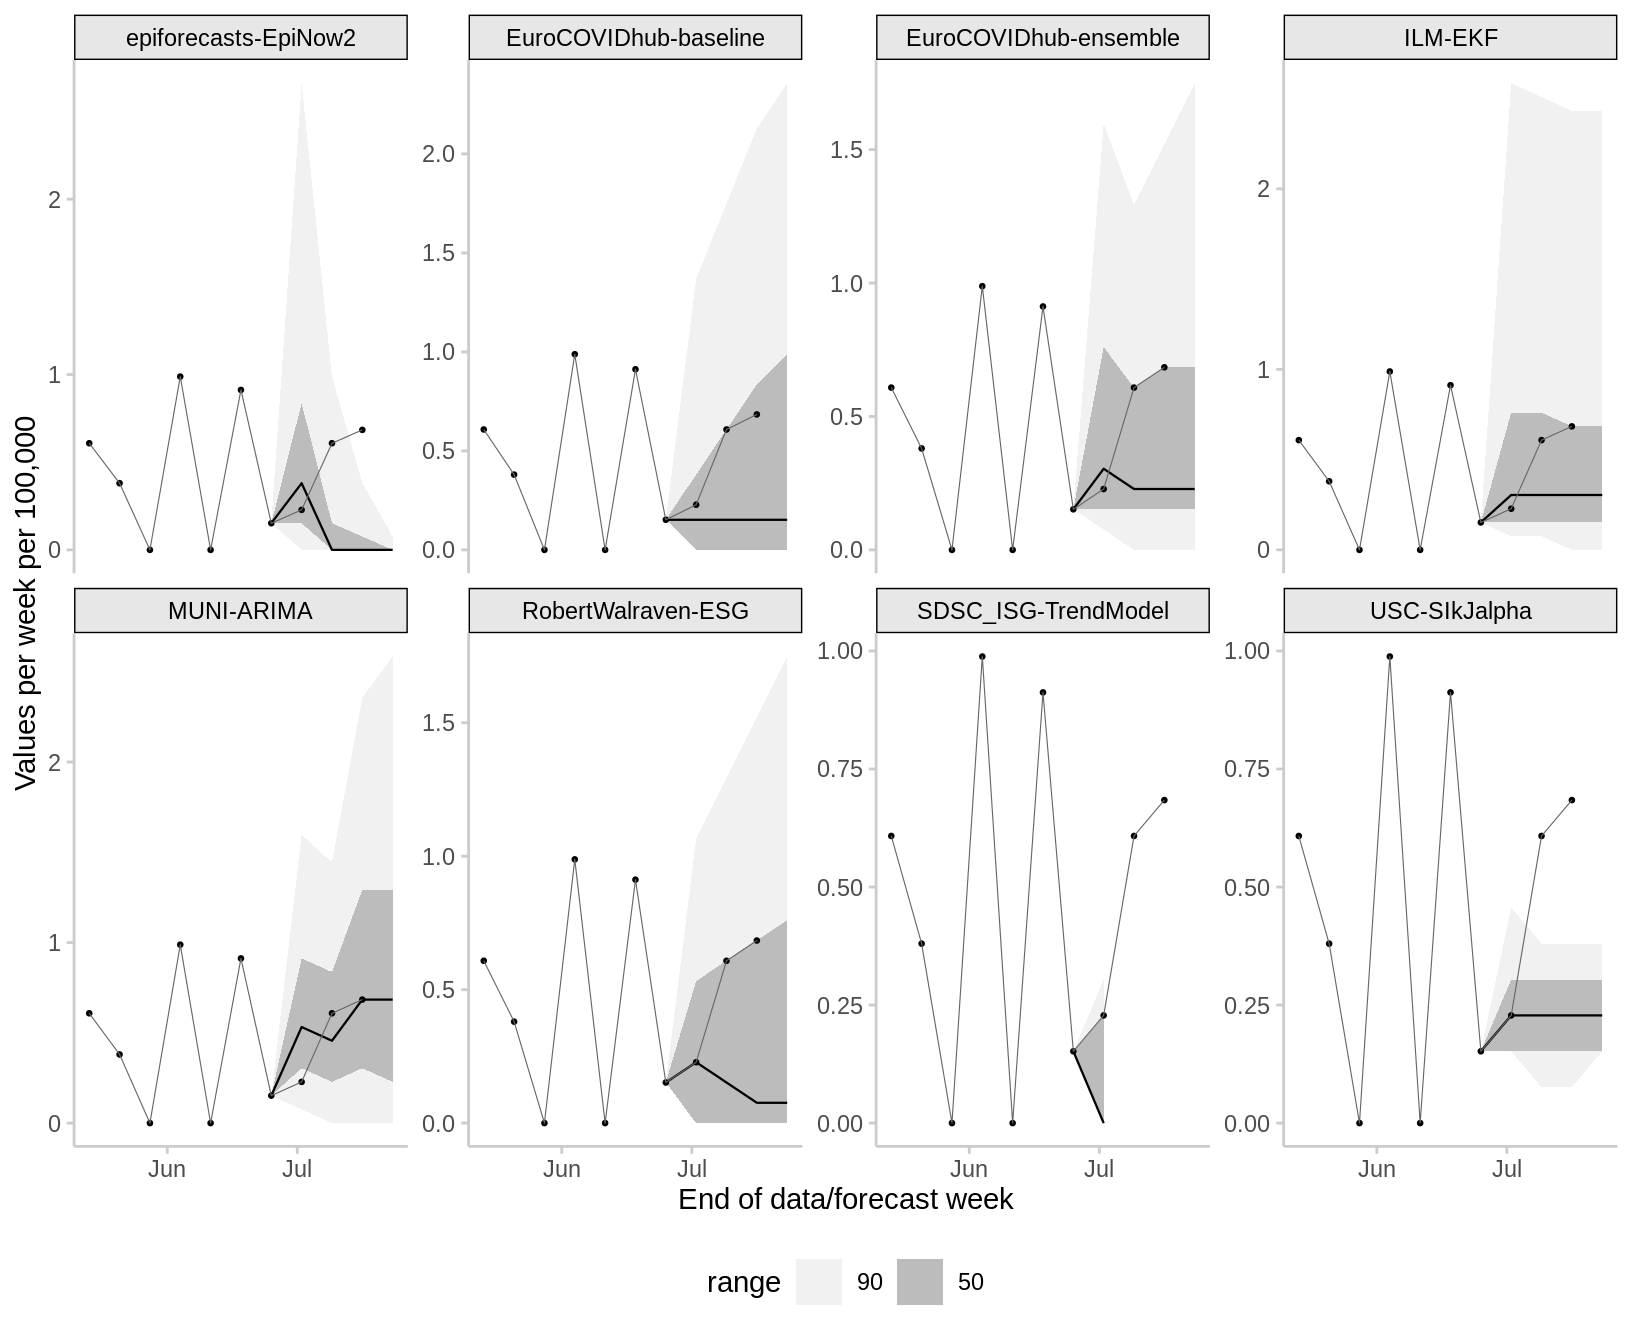 epiforecasts-EpiNow2
EuroCOVIDhub-baseline
EuroCOVIDhub-ensemble
ILM-EKF
2
1
0
2.0
1.5
1.0
0.5
0.0
1.5
1.0
0.5
0.0
2
1
0
Values per week per 100,000
MUNI-ARIMA
RobertWalraven-ESG
SDSC_ISG-TrendModel
USC-SIkJalpha
2
1
0
1.5
1.0
0.5
0.0
1.00
0.75
0.50
0.25
0.00
1.00
0.75
0.50
0.25
0.00
Jun Jul
Jun Jul
Jun Jul
Jun Jul
End of data/forecast week
range 90 50